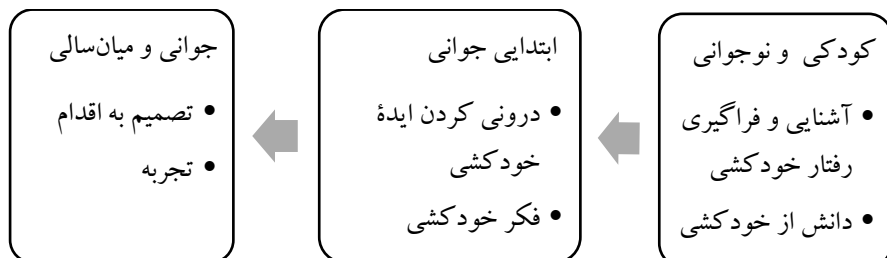 کودکی و نوجوانی
• آشنایی و فراگیری
رفتار خودکشی
• دانش از خودکشی
ابتدایی جوانی
• درونی کردن ایدۀ
خودکشی
• فکر خودکشی
جوانی و میان‌سالی
• تصمیم به اقدام
• تجربه